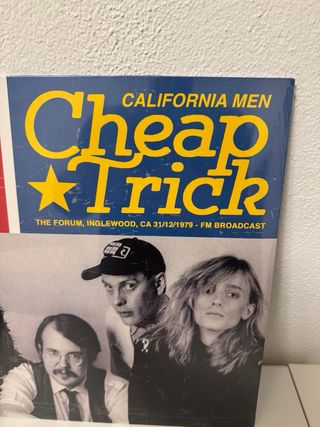 CALIFORNIA MEN
Cheap
Trick
THE FORUM, INGLEWOOD, CA 31/12/1979 - FM BROADCAST